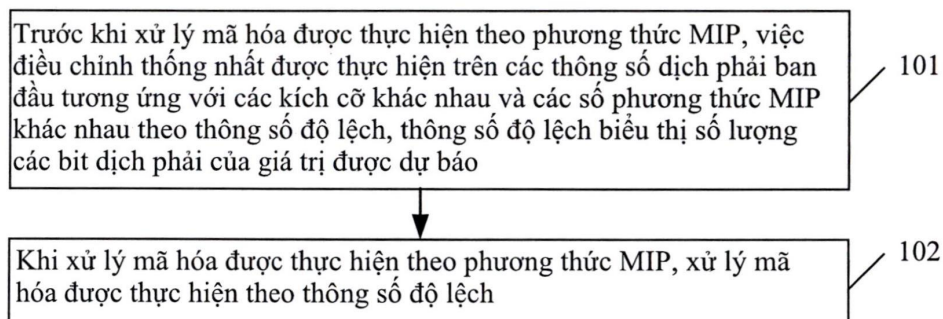 Trước khi xử lý mã hóa được thực hiện theo phương thức MIP, việc
điều chỉnh thống nhất được thực hiện trên các thông số dịch phải ban
đầu tương ứng với các kích cỡ khác nhau và các số phương thức MIP
khác nhau theo thông số độ lệch, thông số độ lệch biểu thị số lượng
các bit dịch phải của giá trị được dự báo
101
Khi xử lý mã hóa được thực hiện theo phương thức MIP, xử lý mã
hóa được thực hiện theo thông số độ lệch
102